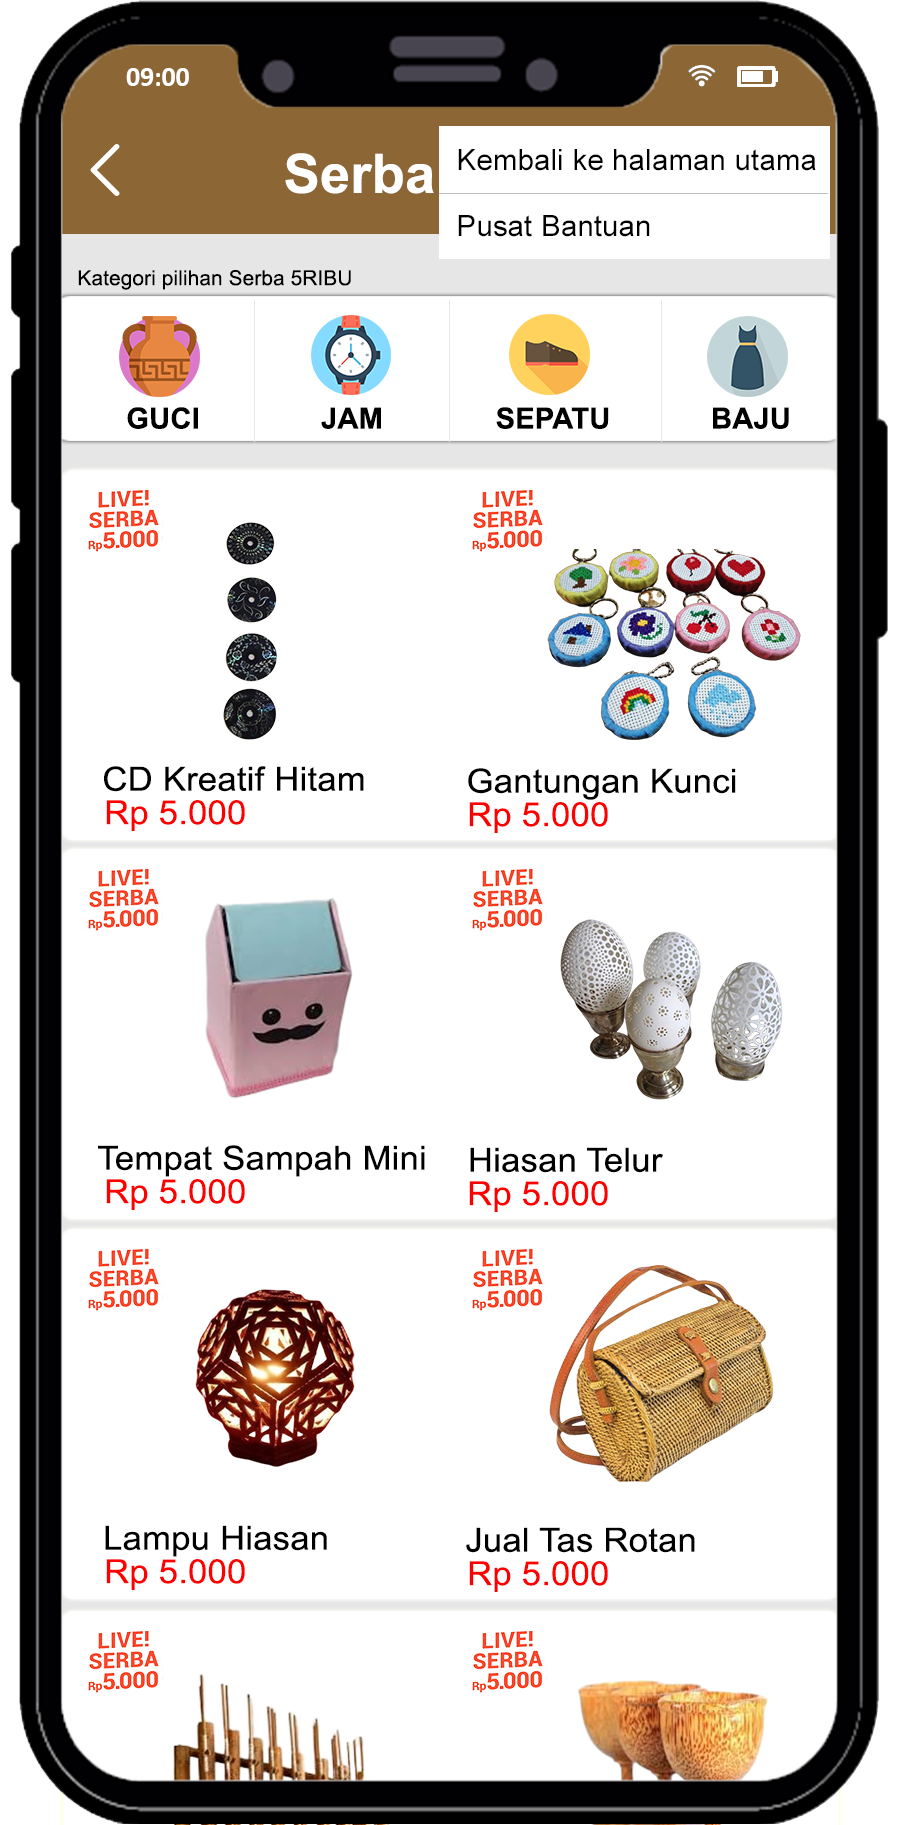 09:00
Serba
Kembali ke halaman utama
Pusat Bantuan
Kategori pilihan Serba 5RIBU
GUCI
JAM
SEPATU
BAJU
LIVE!
SERBA
Rp5.000
LIVE!
SERBA
Rp5.000
CD Kreatif Hitam
Rp 5.000
Gantungan Kunci
Rp 5.000
LIVE!
SERBA
Rp5.000
LIVE!
SERBA
Rp5.000
Tempat Sampah Mini
Rp 5.000
Hiasan Telur
Rp 5.000
LIVE!
SERBA
Rp5.000
LIVE!
SERBA
Rp5.000
Lampu Hiasan
Rp 5.000
Jual Tas Rotan
Rp 5.000
LIVE!
SERBA
Rp5.000
LIVE!
SERBA
Rp5.000